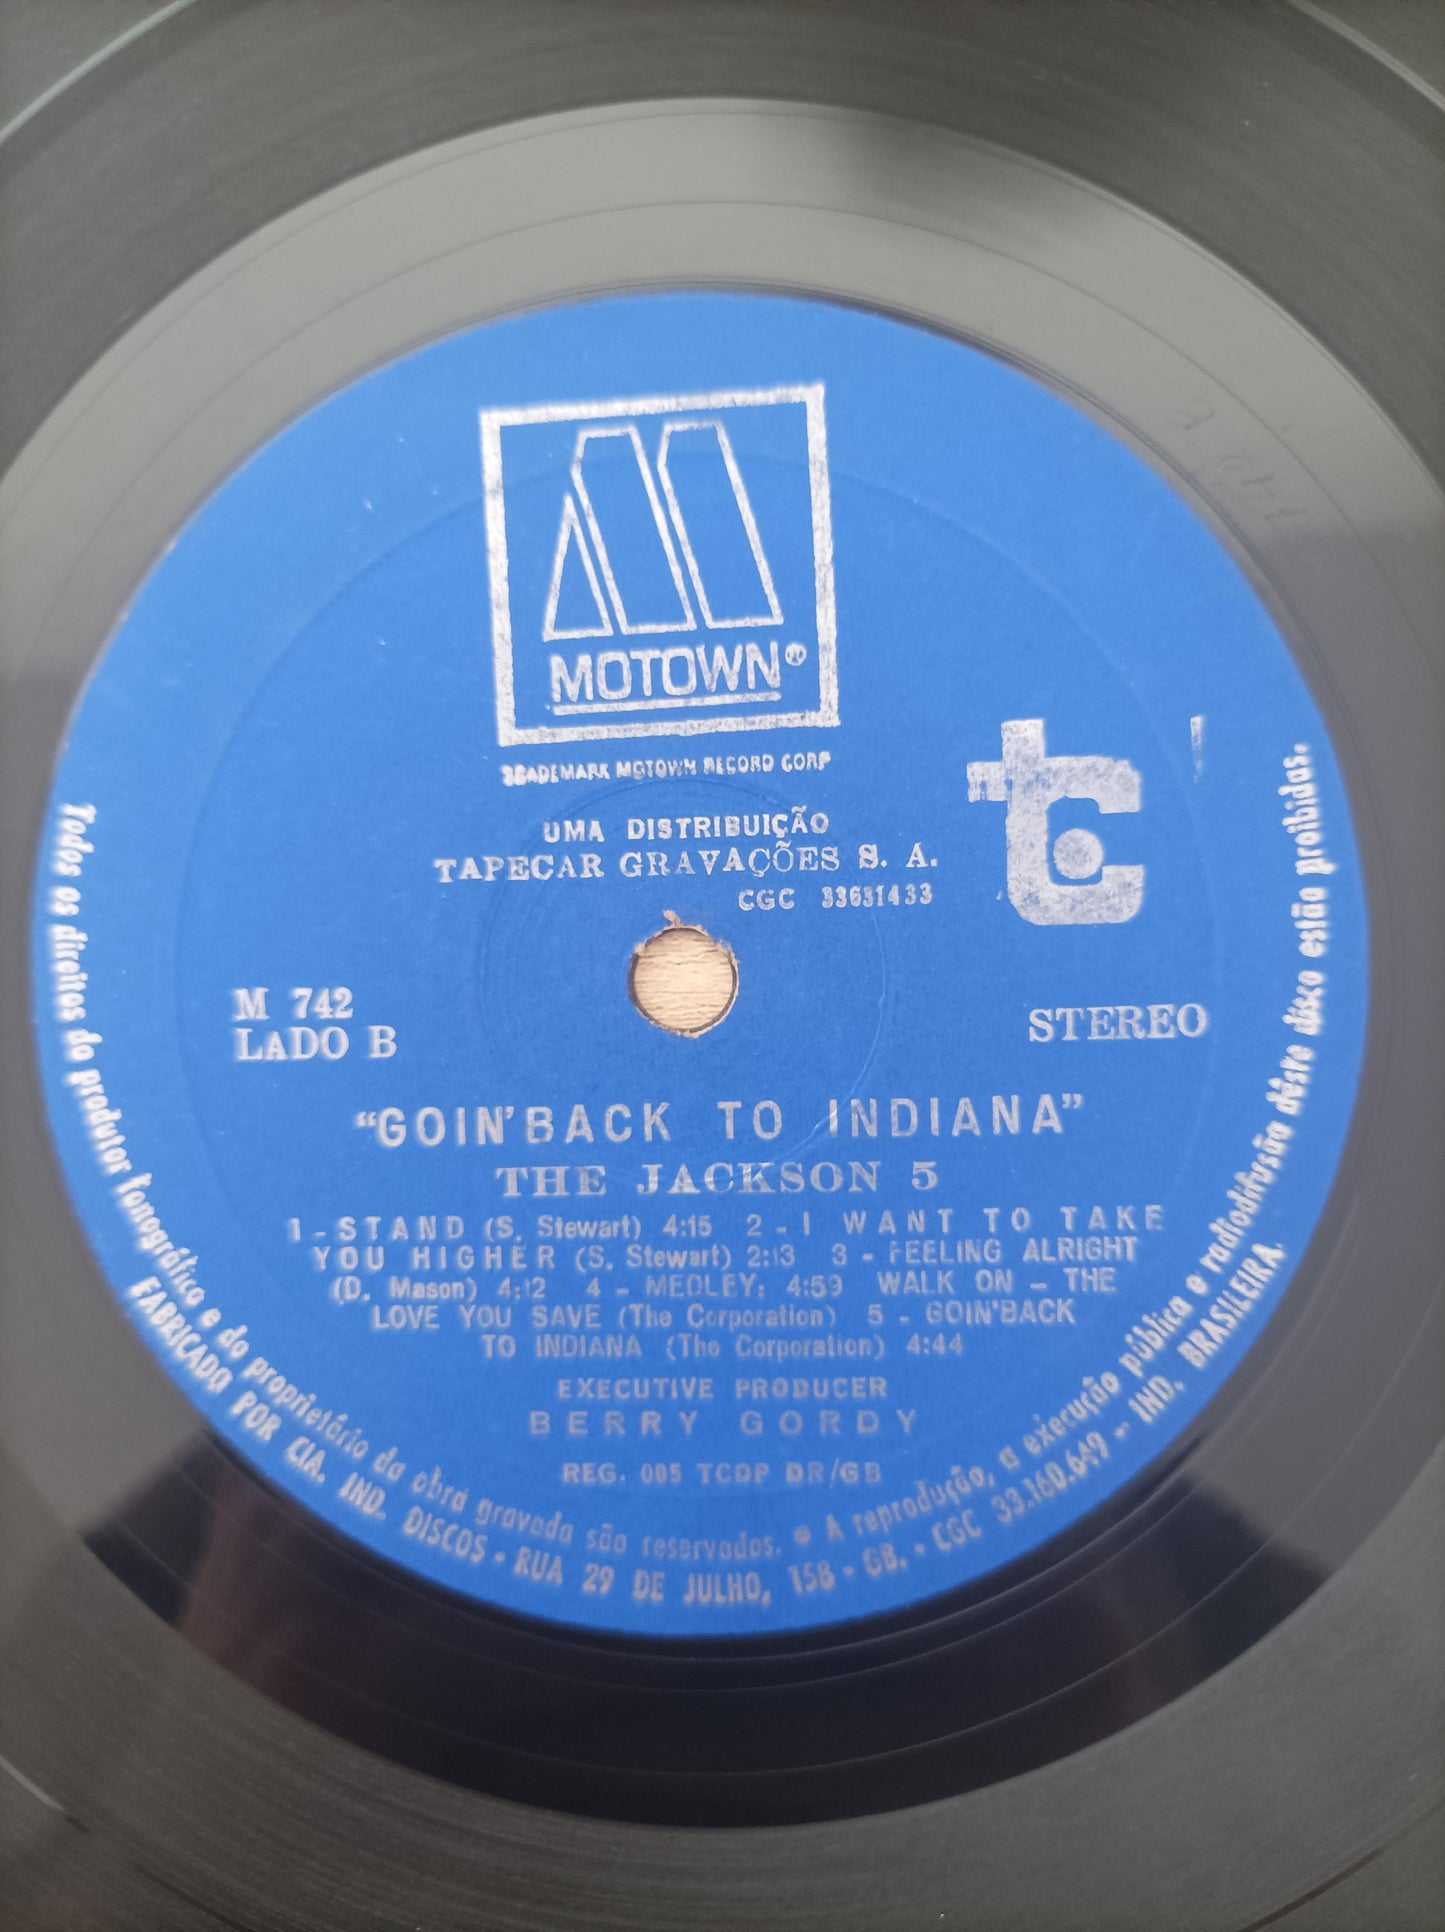 MOTOWN®
TRADEMARK MOTOWN RECORD CORP
tc
UMA DISTRIBUIÇÃO
TAPECAR GRAVAÇÕES S. A.
CGC 33631433
M 742
LADO B
STEREO
“GOIN’BACK TO INDIANA”
THE JACKSON 5
1 - STAND (S. Stewart) 4:15 2 - I WANT TO TAKE
YOU HIGHER (S. Stewart) 2:13 3 - FEELING ALRIGHT
(D. Mason) 4:12 4 - MEDLEY: 4:59 WALK ON – THE
LOVE YOU SAVE (The Corporation) 5 - GOIN’BACK
TO INDIANA (The Corporation) 4:44
EXECUTIVE PRODUCER
BERRY GORDY
REG. 005 TCDP DR/GB
Todos os direitos do produtor fonográfico e do proprietário da obra gravada são reservados. • A reprodução, a execução pública e radiodifusão dêste disco estão proibidas.
FABRICADO POR CIA. IND. DISCOS • RUA 29 DE JULHO, 158 - GB. • CGC 33.160.649 – IND. BRASILEIRA